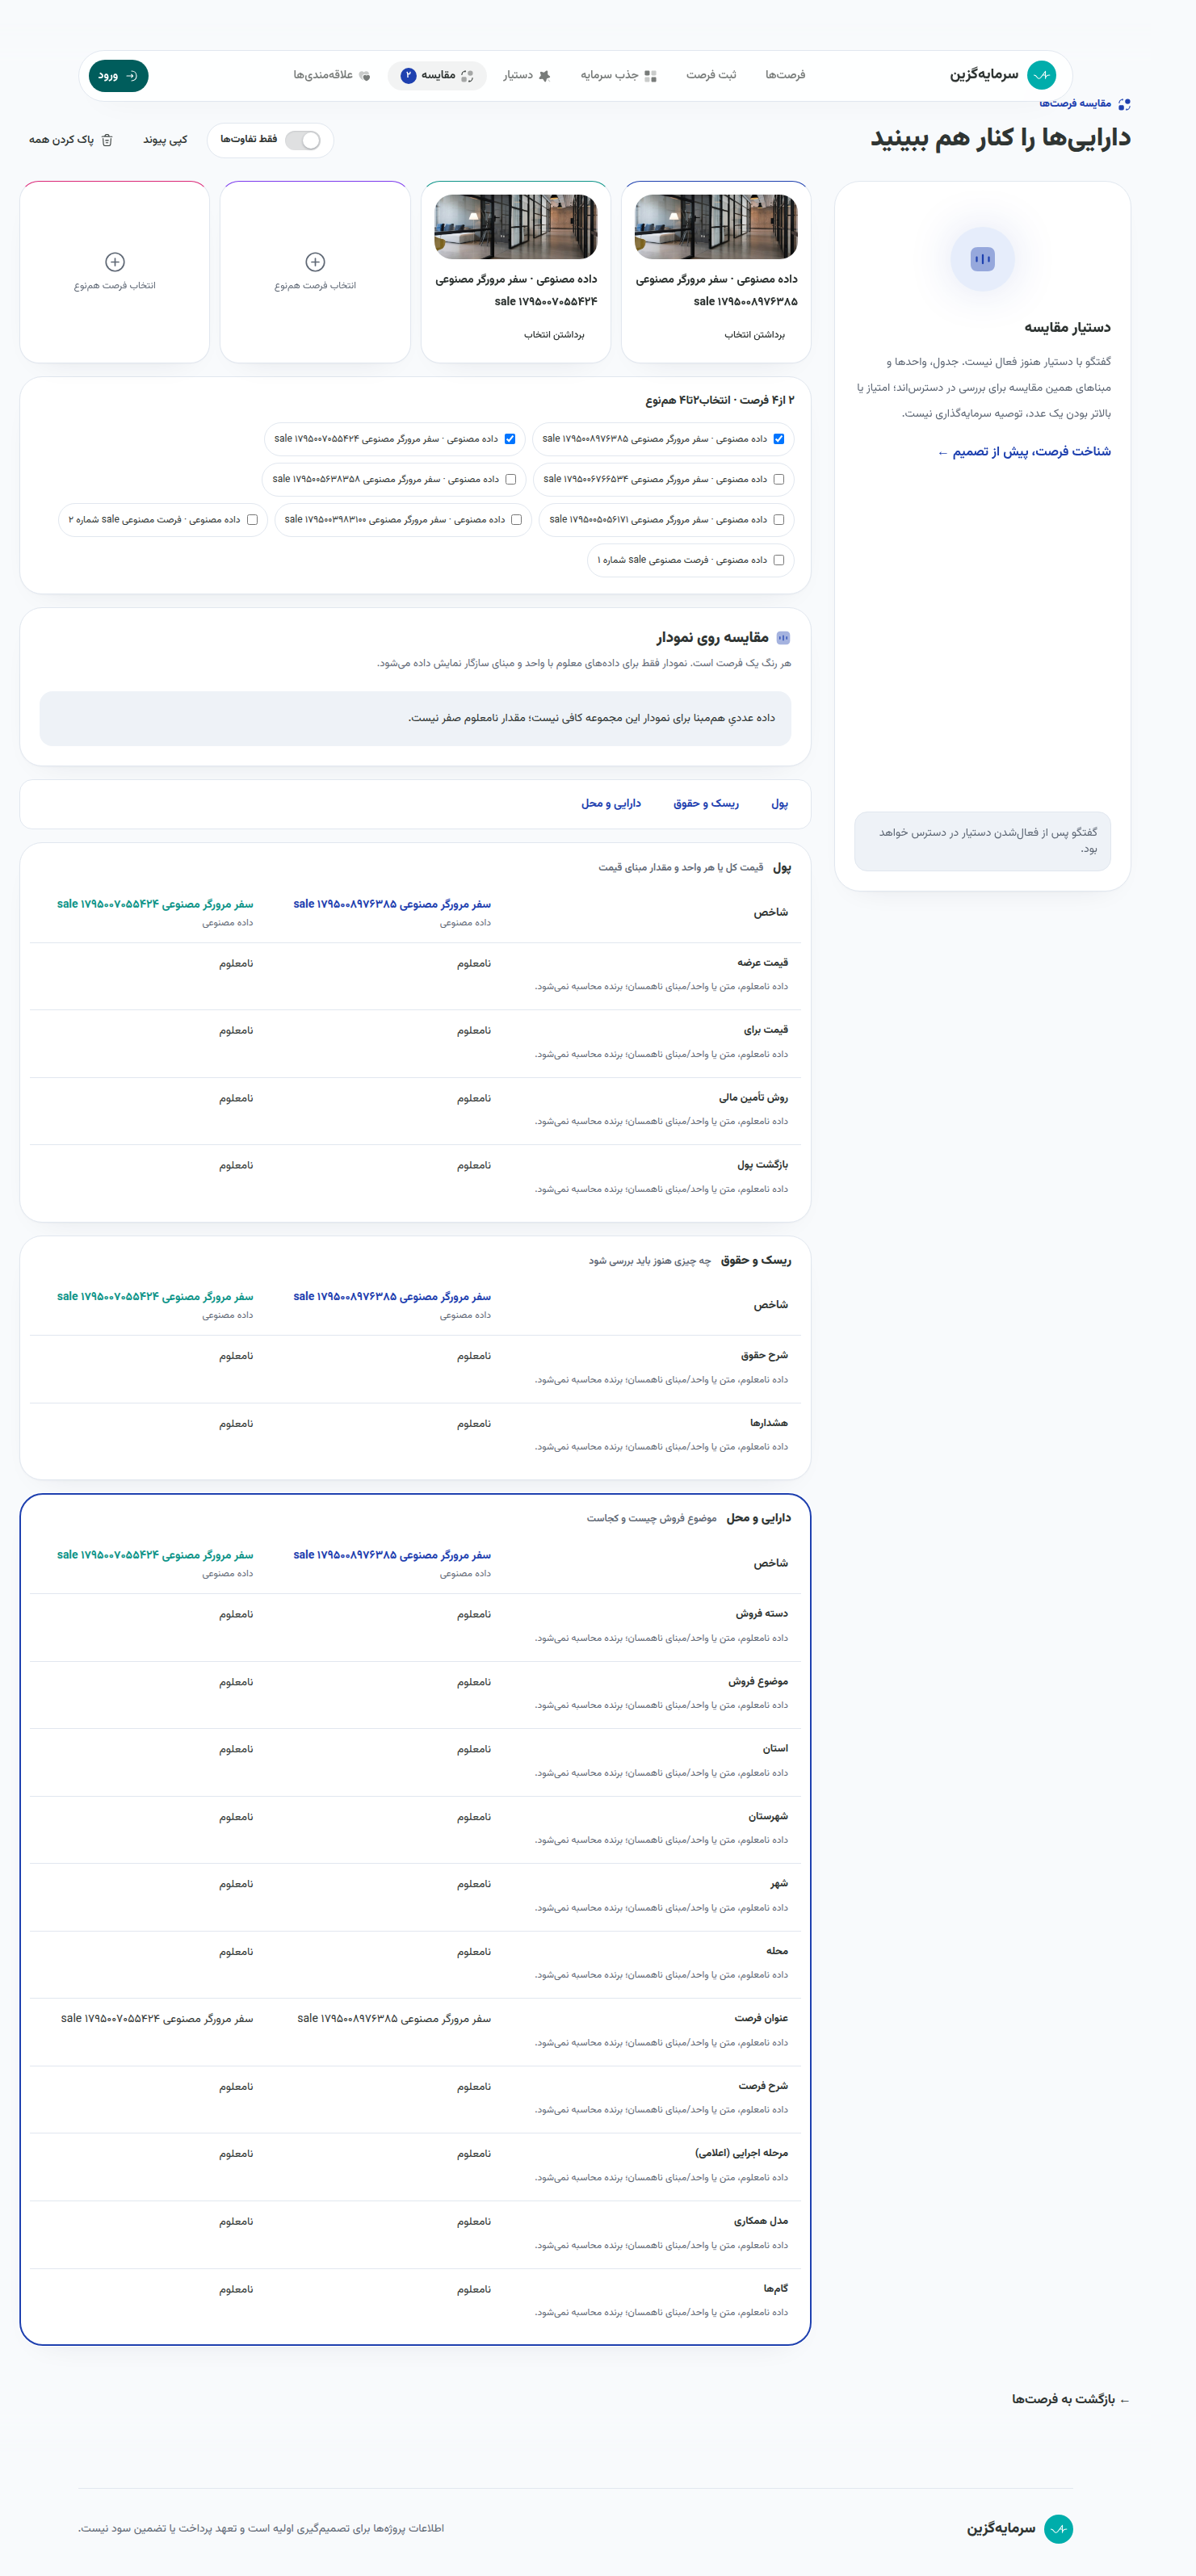 سرمایه‌گزین
فرصت‌ها
ثبت فرصت
جذب سرمایه
دستیار
مقایسه ۲
علاقه‌مندی‌ها
ورود
مقایسه فرصت‌ها
دارایی‌ها را کنار هم ببینید
فقط تفاوت‌ها
کپی پیوند
پاک کردن همه
دستیار مقایسه
گفتگو با دستیار هنوز فعال نیست. جدول، واحدها و
مبناهای همین مقایسه برای بررسی در دسترس‌اند؛ امتیاز یا
بالاتر بودن یک عدد، توصیه سرمایه‌گذاری نیست.
شناخت فرصت، پیش از تصمیم ←
گفتگو پس از فعال‌شدن دستیار در دسترس خواهد
بود.
داده مصنوعی · سفر مرورگر مصنوعی
sale ۱۷۹۵۰۰۸۹۷۶۳۸۵
برداشتن انتخاب
داده مصنوعی · سفر مرورگر مصنوعی
sale ۱۷۹۵۰۰۷۰۵۵۴۲۴
برداشتن انتخاب
انتخاب فرصت هم‌نوع
انتخاب فرصت هم‌نوع
۲ از۴ فرصت · انتخاب۲تا۴ هم‌نوع
داده مصنوعی · سفر مرورگر مصنوعی sale ۱۷۹۵۰۰۸۹۷۶۳۸۵
داده مصنوعی · سفر مرورگر مصنوعی sale ۱۷۹۵۰۰۷۰۵۵۴۲۴
داده مصنوعی · سفر مرورگر مصنوعی sale ۱۷۹۵۰۰۶۷۶۶۵۳۴
داده مصنوعی · سفر مرورگر مصنوعی sale ۱۷۹۵۰۰۵۶۳۸۳۵۸
داده مصنوعی · سفر مرورگر مصنوعی sale ۱۷۹۵۰۰۵۰۵۶۱۷۱
داده مصنوعی · سفر مرورگر مصنوعی sale ۱۷۹۵۰۰۳۹۸۳۱۰۰
داده مصنوعی · فرصت مصنوعی sale شماره ۲
داده مصنوعی · فرصت مصنوعی sale شماره ۱
مقایسه روی نمودار
هر رنگ یک فرصت است. نمودار فقط برای داده‌های معلوم با واحد و مبنای سازگار نمایش داده می‌شود.
داده عددیِ هم‌مبنا برای نمودار این مجموعه کافی نیست؛ مقدار نامعلوم صفر نیست.
پول
ریسک و حقوق
دارایی و محل
پول قیمت کل یا هر واحد و مقدار مبنای قیمت
شاخص
سفر مرورگر مصنوعی sale ۱۷۹۵۰۰۸۹۷۶۳۸۵
داده مصنوعی
سفر مرورگر مصنوعی sale ۱۷۹۵۰۰۷۰۵۵۴۲۴
داده مصنوعی
قیمت عرضه نامعلوم نامعلوم
داده نامعلوم، متن یا واحد/مبنای ناهمسان؛ برنده محاسبه نمی‌شود.
قیمت برای نامعلوم نامعلوم
داده نامعلوم، متن یا واحد/مبنای ناهمسان؛ برنده محاسبه نمی‌شود.
روش تأمین مالی نامعلوم نامعلوم
داده نامعلوم، متن یا واحد/مبنای ناهمسان؛ برنده محاسبه نمی‌شود.
بازگشت پول نامعلوم نامعلوم
داده نامعلوم، متن یا واحد/مبنای ناهمسان؛ برنده محاسبه نمی‌شود.
ریسک و حقوق چه چیزی هنوز باید بررسی شود
شاخص
سفر مرورگر مصنوعی sale ۱۷۹۵۰۰۸۹۷۶۳۸۵
داده مصنوعی
سفر مرورگر مصنوعی sale ۱۷۹۵۰۰۷۰۵۵۴۲۴
داده مصنوعی
شرح حقوق نامعلوم نامعلوم
داده نامعلوم، متن یا واحد/مبنای ناهمسان؛ برنده محاسبه نمی‌شود.
هشدارها نامعلوم نامعلوم
داده نامعلوم، متن یا واحد/مبنای ناهمسان؛ برنده محاسبه نمی‌شود.
دارایی و محل موضوع فروش چیست و کجاست
شاخص
سفر مرورگر مصنوعی sale ۱۷۹۵۰۰۸۹۷۶۳۸۵
داده مصنوعی
سفر مرورگر مصنوعی sale ۱۷۹۵۰۰۷۰۵۵۴۲۴
داده مصنوعی
دسته فروش نامعلوم نامعلوم
داده نامعلوم، متن یا واحد/مبنای ناهمسان؛ برنده محاسبه نمی‌شود.
موضوع فروش نامعلوم نامعلوم
داده نامعلوم، متن یا واحد/مبنای ناهمسان؛ برنده محاسبه نمی‌شود.
استان نامعلوم نامعلوم
داده نامعلوم، متن یا واحد/مبنای ناهمسان؛ برنده محاسبه نمی‌شود.
شهرستان نامعلوم نامعلوم
داده نامعلوم، متن یا واحد/مبنای ناهمسان؛ برنده محاسبه نمی‌شود.
شهر نامعلوم نامعلوم
داده نامعلوم، متن یا واحد/مبنای ناهمسان؛ برنده محاسبه نمی‌شود.
محله نامعلوم نامعلوم
داده نامعلوم، متن یا واحد/مبنای ناهمسان؛ برنده محاسبه نمی‌شود.
عنوان فرصت سفر مرورگر مصنوعی sale ۱۷۹۵۰۰۸۹۷۶۳۸۵ سفر مرورگر مصنوعی sale ۱۷۹۵۰۰۷۰۵۵۴۲۴
داده نامعلوم، متن یا واحد/مبنای ناهمسان؛ برنده محاسبه نمی‌شود.
شرح فرصت نامعلوم نامعلوم
داده نامعلوم، متن یا واحد/مبنای ناهمسان؛ برنده محاسبه نمی‌شود.
مرحله اجرایی (اعلامی) نامعلوم نامعلوم
داده نامعلوم، متن یا واحد/مبنای ناهمسان؛ برنده محاسبه نمی‌شود.
مدل همکاری نامعلوم نامعلوم
داده نامعلوم، متن یا واحد/مبنای ناهمسان؛ برنده محاسبه نمی‌شود.
گام‌ها نامعلوم نامعلوم
داده نامعلوم، متن یا واحد/مبنای ناهمسان؛ برنده محاسبه نمی‌شود.
← بازگشت به فرصت‌ها
سرمایه‌گزین
اطلاعات پروژه‌ها برای تصمیم‌گیری اولیه است و تعهد پرداخت یا تضمین سود نیست.